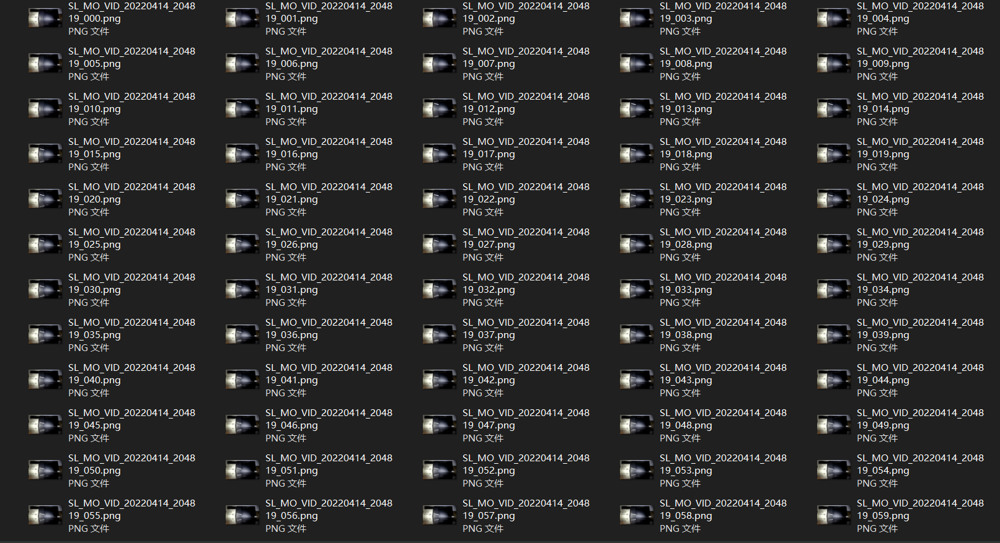 SL_MO_VID_20220414_2048
19_000.png
PNG 文件
SL_MO_VID_20220414_2048
19_001.png
PNG 文件
SL_MO_VID_20220414_2048
19_002.png
PNG 文件
SL_MO_VID_20220414_2048
19_003.png
PNG 文件
SL_MO_VID_20220414_2048
19_004.png
PNG 文件
SL_MO_VID_20220414_2048
19_005.png
PNG 文件
SL_MO_VID_20220414_2048
19_006.png
PNG 文件
SL_MO_VID_20220414_2048
19_007.png
PNG 文件
SL_MO_VID_20220414_2048
19_008.png
PNG 文件
SL_MO_VID_20220414_2048
19_009.png
PNG 文件
SL_MO_VID_20220414_2048
19_010.png
PNG 文件
SL_MO_VID_20220414_2048
19_011.png
PNG 文件
SL_MO_VID_20220414_2048
19_012.png
PNG 文件
SL_MO_VID_20220414_2048
19_013.png
PNG 文件
SL_MO_VID_20220414_2048
19_014.png
PNG 文件
SL_MO_VID_20220414_2048
19_015.png
PNG 文件
SL_MO_VID_20220414_2048
19_016.png
PNG 文件
SL_MO_VID_20220414_2048
19_017.png
PNG 文件
SL_MO_VID_20220414_2048
19_018.png
PNG 文件
SL_MO_VID_20220414_2048
19_019.png
PNG 文件
SL_MO_VID_20220414_2048
19_020.png
PNG 文件
SL_MO_VID_20220414_2048
19_021.png
PNG 文件
SL_MO_VID_20220414_2048
19_022.png
PNG 文件
SL_MO_VID_20220414_2048
19_023.png
PNG 文件
SL_MO_VID_20220414_2048
19_024.png
PNG 文件
SL_MO_VID_20220414_2048
19_025.png
PNG 文件
SL_MO_VID_20220414_2048
19_026.png
PNG 文件
SL_MO_VID_20220414_2048
19_027.png
PNG 文件
SL_MO_VID_20220414_2048
19_028.png
PNG 文件
SL_MO_VID_20220414_2048
19_029.png
PNG 文件
SL_MO_VID_20220414_2048
19_030.png
PNG 文件
SL_MO_VID_20220414_2048
19_031.png
PNG 文件
SL_MO_VID_20220414_2048
19_032.png
PNG 文件
SL_MO_VID_20220414_2048
19_033.png
PNG 文件
SL_MO_VID_20220414_2048
19_034.png
PNG 文件
SL_MO_VID_20220414_2048
19_035.png
PNG 文件
SL_MO_VID_20220414_2048
19_036.png
PNG 文件
SL_MO_VID_20220414_2048
19_037.png
PNG 文件
SL_MO_VID_20220414_2048
19_038.png
PNG 文件
SL_MO_VID_20220414_2048
19_039.png
PNG 文件
SL_MO_VID_20220414_2048
19_040.png
PNG 文件
SL_MO_VID_20220414_2048
19_041.png
PNG 文件
SL_MO_VID_20220414_2048
19_042.png
PNG 文件
SL_MO_VID_20220414_2048
19_043.png
PNG 文件
SL_MO_VID_20220414_2048
19_044.png
PNG 文件
SL_MO_VID_20220414_2048
19_045.png
PNG 文件
SL_MO_VID_20220414_2048
19_046.png
PNG 文件
SL_MO_VID_20220414_2048
19_047.png
PNG 文件
SL_MO_VID_20220414_2048
19_048.png
PNG 文件
SL_MO_VID_20220414_2048
19_049.png
PNG 文件
SL_MO_VID_20220414_2048
19_050.png
PNG 文件
SL_MO_VID_20220414_2048
19_051.png
PNG 文件
SL_MO_VID_20220414_2048
19_052.png
PNG 文件
SL_MO_VID_20220414_2048
19_053.png
PNG 文件
SL_MO_VID_20220414_2048
19_054.png
PNG 文件
SL_MO_VID_20220414_2048
19_055.png
PNG 文件
SL_MO_VID_20220414_2048
19_056.png
PNG 文件
SL_MO_VID_20220414_2048
19_057.png
PNG 文件
SL_MO_VID_20220414_2048
19_058.png
PNG 文件
SL_MO_VID_20220414_2048
19_059.png
PNG 文件